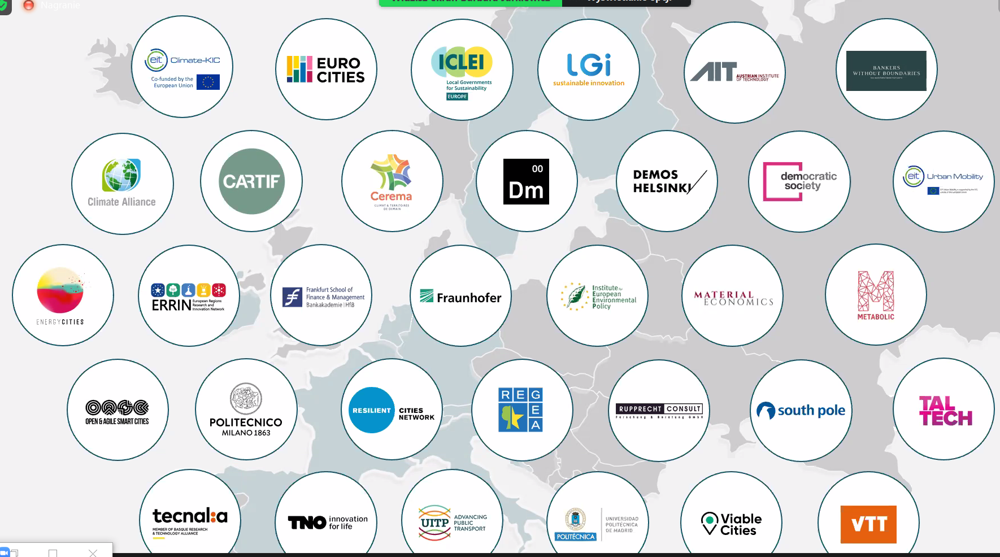 Nagranie
eit Climate-KIC
Co-funded by the
European Union
EURO
CITIES
ICLEI
Local Governments
for Sustainability
EUROPE
LGi
sustainable innovation
AIT AUSTRIAN INSTITUTE
OF TECHNOLOGY
BANKERS
WITHOUT BOUNDARIES
Climate Alliance
CARTIF
Cerema
CLIMAT & TERRITOIRES
DE DEMAIN
00
Dm
DEMOS
HELSINKI
democratic
society
eit Urban Mobility
ENERGYCITIES
ERRIN European Regions
Research and
Innovation Network
Frankfurt School of
Finance & Management
Bankakademie | HfB
Fraunhofer
Institute for
European
Environmental
Policy
MATERIAL
ECONOMICS
M
METABOLIC
OASC
OPEN & AGILE SMART CITIES
POLITECNICO
MILANO 1863
RESILIENT CITIES
NETWORK
REG
E
A
RUPPRECHT CONSULT
Forschung & Beratung GmbH
south pole
TAL
TECH
tecnal:a
MEMBER OF BASQUE RESEARCH
& TECHNOLOGY ALLIANCE
TNO innovation
for life
UITP ADVANCING
PUBLIC
TRANSPORT
POLITÉCNICA
UNIVERSIDAD
POLITÉCNICA
DE MADRID
Viable
Cities
VTT